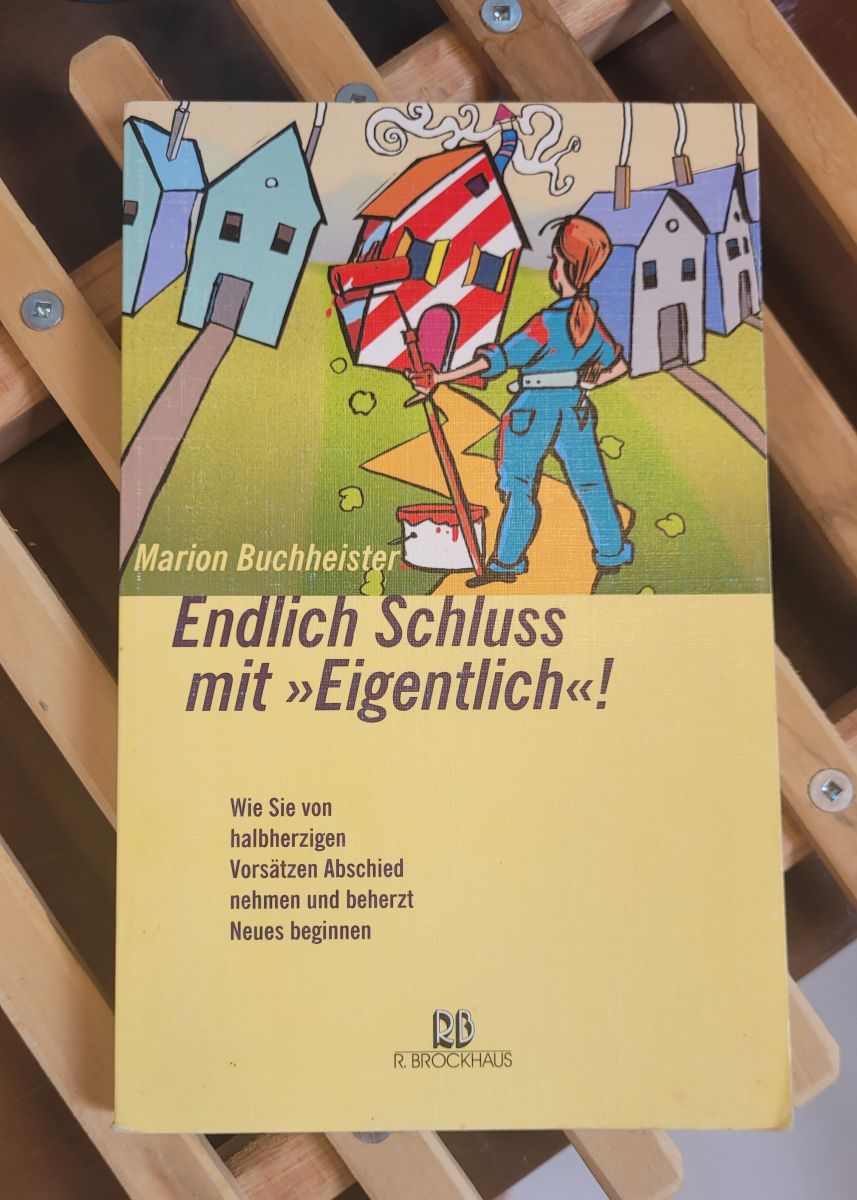 Marion Buchheister
Endlich Schluss
mit »Eigentlich«!
Wie Sie von
halbherzigen
Vorsätzen Abschied
nehmen und beherzt
Neues beginnen
RB
R. BROCKHAUS